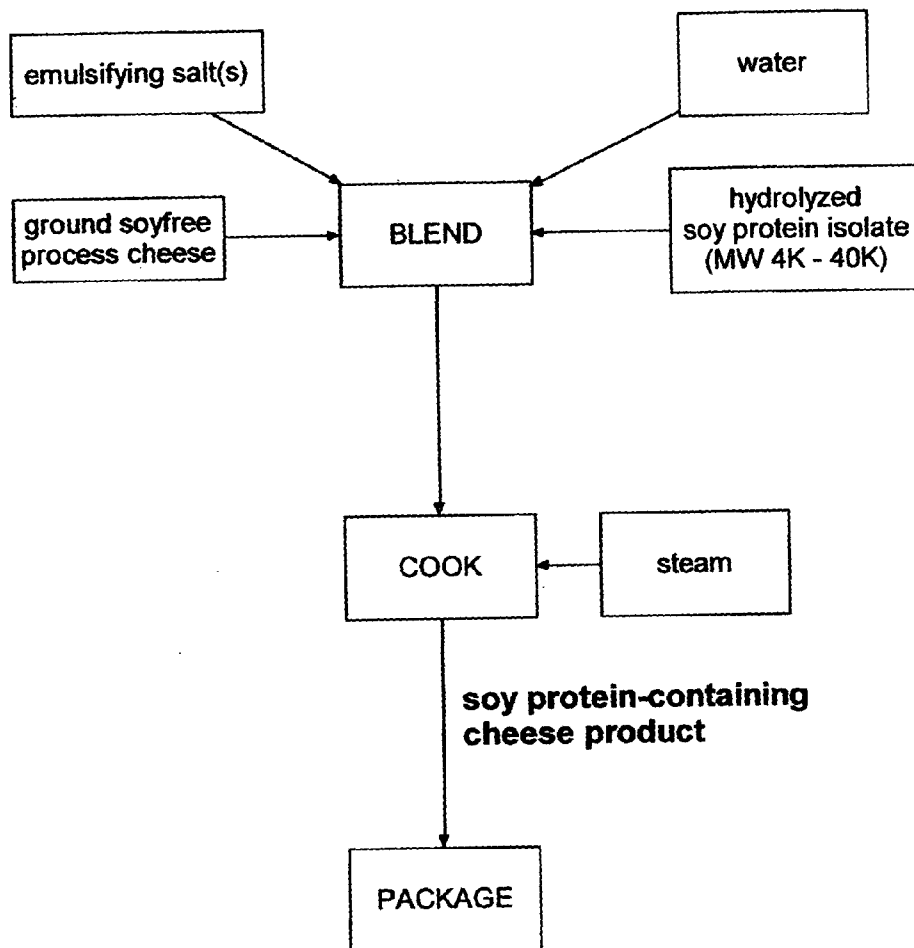 emulsifying salt(s)
water
ground soyfree
process cheese
BLEND
hydrolyzed
soy protein isolate
(MW 4K - 40K)
COOK
steam
soy protein-containing
cheese product
PACKAGE